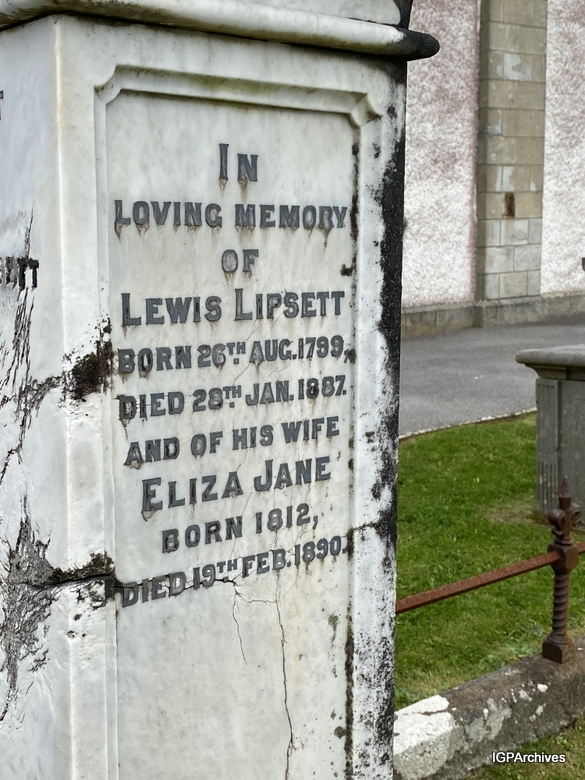 IN
LOVING MEMORY
OF
LEWIS LIPSETT
BORN 26TH AUG. 1799,
DIED 28TH JAN. 1887.
AND OF HIS WIFE
ELIZA JANE
BORN 1812,
DIED 19TH FEB. 1890.
IGPArchives